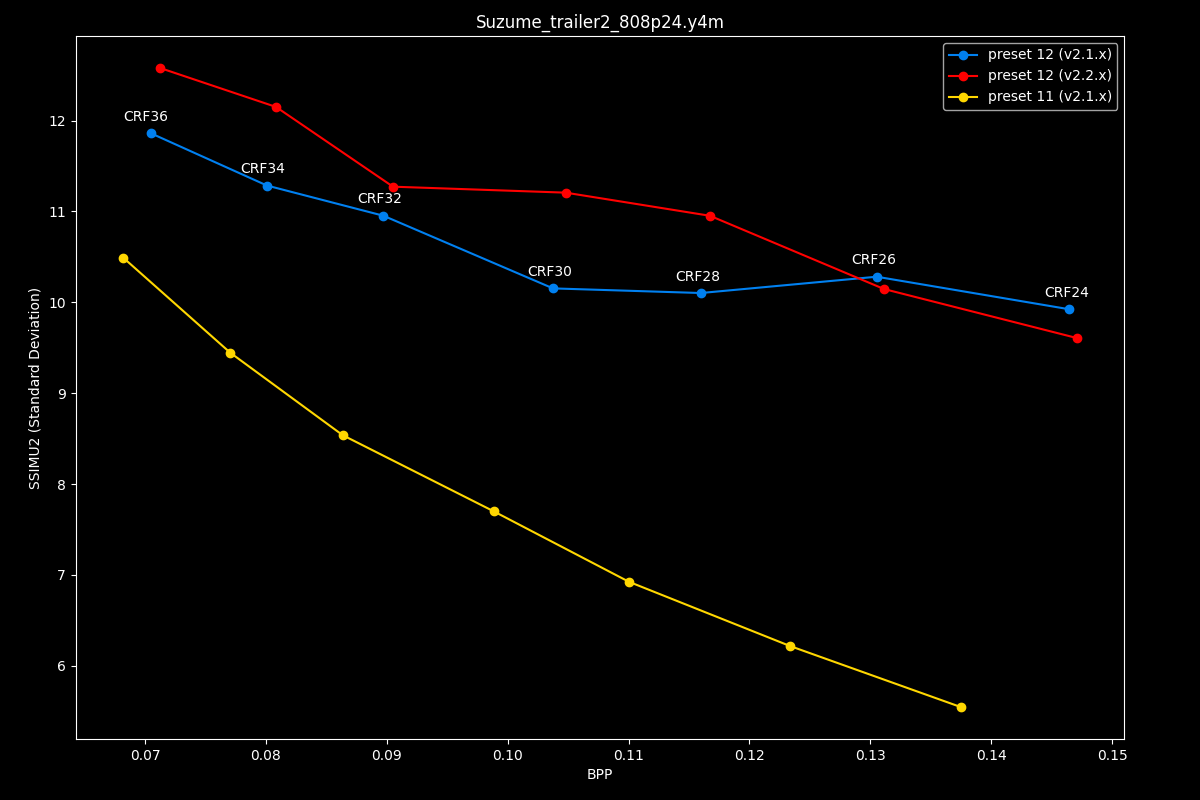 Suzume_trailer2_808p24.y4m
preset 12 (v2.1.x)
preset 12 (v2.2.x)
preset 11 (v2.1.x)
CRF36
CRF34
CRF32
CRF30
CRF28
CRF26
CRF24
SSIMU2 (Standard Deviation)
12
11
10
9
8
7
6
0.07 0.08 0.09 0.10 0.11 0.12 0.13 0.14 0.15
BPP